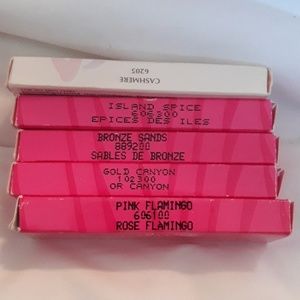 CASHMERE
6205
ISLAND SPICE
606300
EPICES DES ILES
BRONZE SANDS
889200
SABLES DE BRONZE
GOLD CANYON
102300
OR CANYON
PINK FLAMINGO
606100
ROSE FLAMINGO